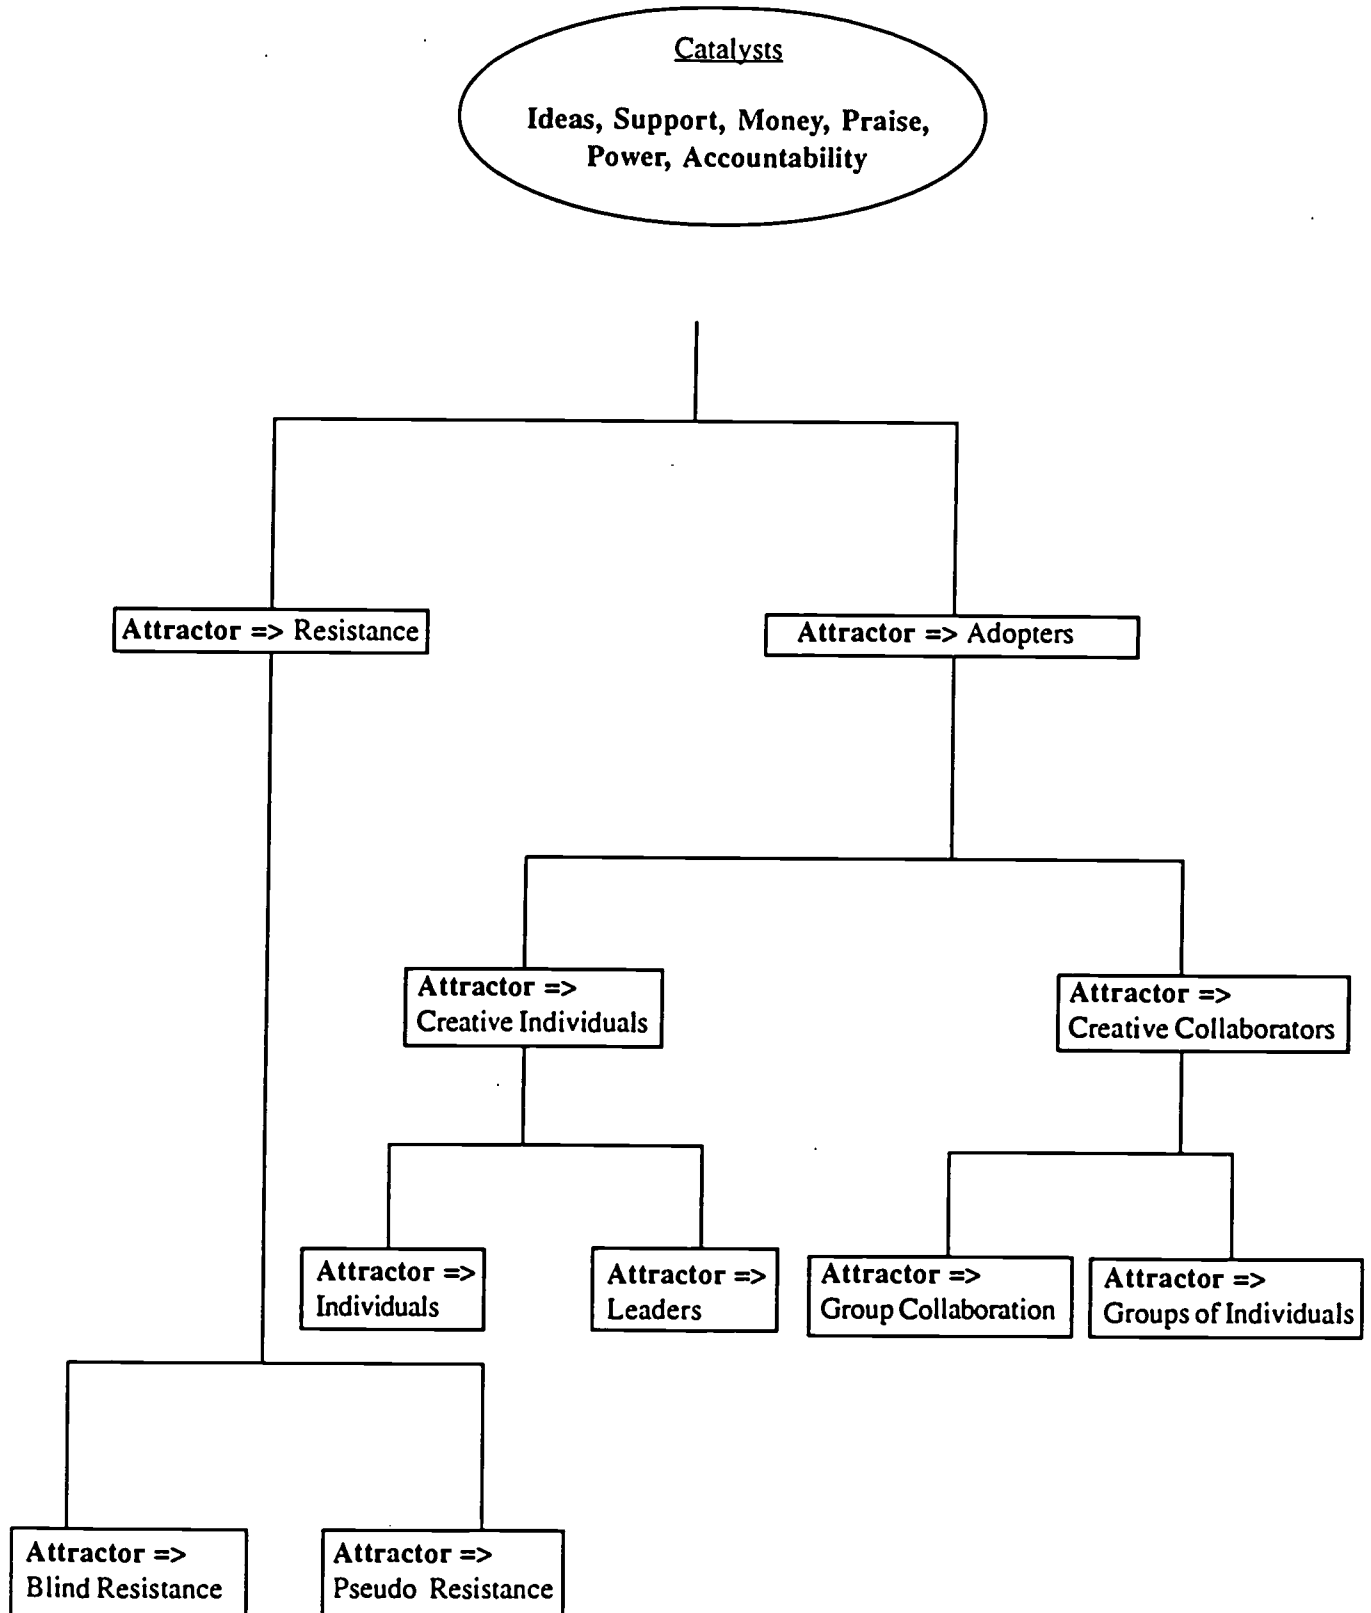 Catalysts
Ideas, Support, Money, Praise,
Power, Accountability
Attractor => Resistance
Attractor => Adopters
Attractor =>
Creative Individuals
Attractor =>
Creative Collaborators
Attractor =>
Individuals
Attractor =>
Leaders
Attractor =>
Group Collaboration
Attractor =>
Groups of Individuals
Attractor =>
Blind Resistance
Attractor =>
Pseudo Resistance